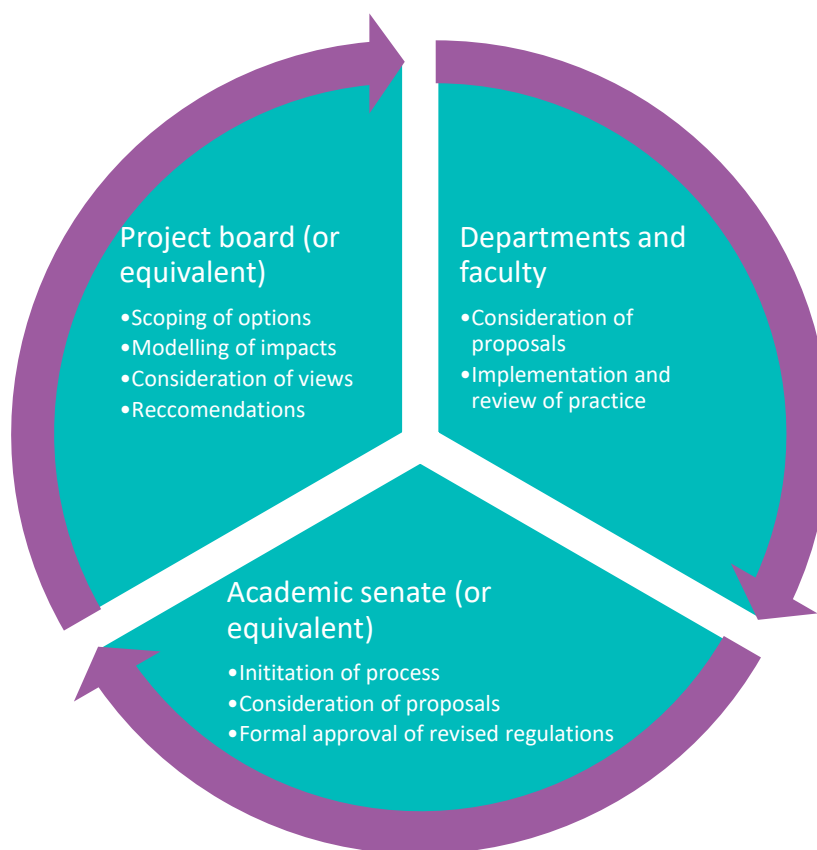 Project board (or
equivalent)
•Scoping of options
•Modelling of impacts
•Consideration of views
•Reccomendations
Departments and
faculty
•Consideration of
proposals
•Implementation and
review of practice
Academic senate (or
equivalent)
•Inititation of process
•Consideration of proposals
•Formal approval of revised regulations